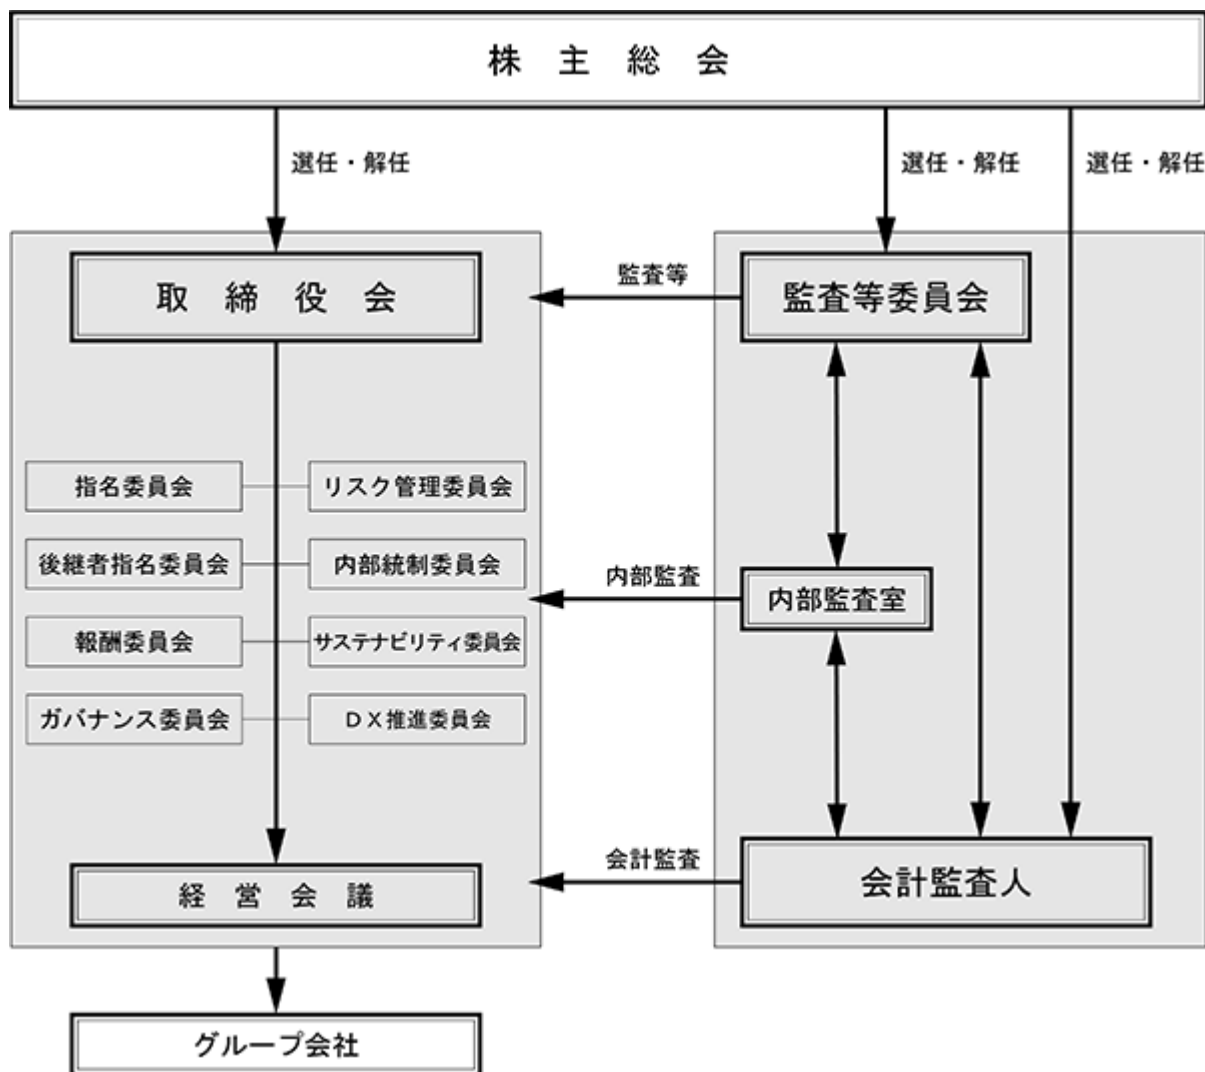 株主総会
選任・解任
選任・解任
選任・解任
取締役会
監査等
監査等委員会
指名委員会
リスク管理委員会
後継者指名委員会
内部統制委員会
内部監査
内部監査室
報酬委員会
サステナビリティ委員会
ガバナンス委員会
DX推進委員会
経営会議
会計監査
会計監査人
グループ会社